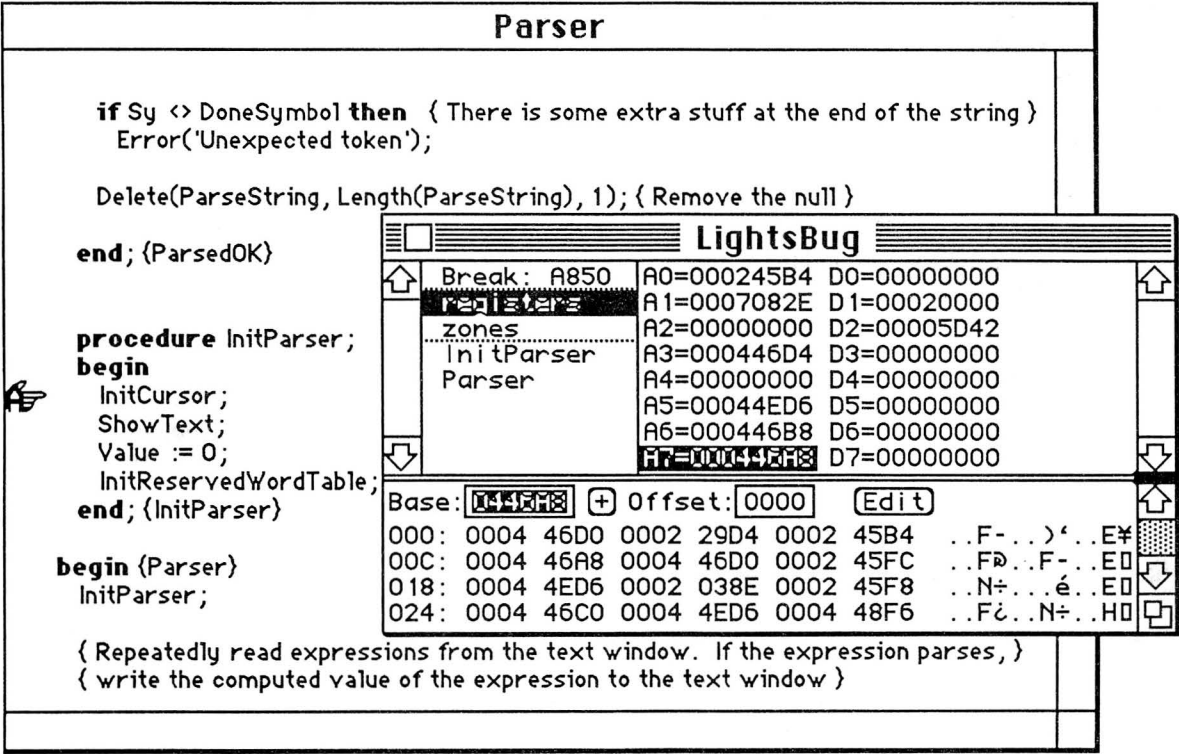 Parser
if Sy <> DoneSymbol then { There is some extra stuff at the end of the string }
Error('Unexpected token');
Delete(ParseString, Length(ParseString), 1); { Remove the null }
end; {ParsedOK}
procedure InitParser;
begin
InitCursor;
ShowText;
Value := 0;
InitReservedWordTable;
end; {InitParser}
begin {Parser}
InitParser;
{ Repeatedly read expressions from the text window. If the expression parses, }
{ write the computed value of the expression to the text window }
LightsBug
Break: A850
registers
zones
InitParser
Parser
A0=000245B4 D0=00000000
A1=0007082E D1=00020000
A2=00000000 D2=00005D42
A3=000446D4 D3=00000000
A4=00000000 D4=00000000
A5=00044ED6 D5=00000000
A6=000446B8 D6=00000000
A7=000446A8 D7=00000000
Base: 0446A8 + Offset: 0000 Edit
000: 0004 46D0 0002 29D4 0002 45B4 ..F-..)‘..E¥
00C: 0004 46A8 0004 46D0 0002 45FC ..F®..F-..E▯
018: 0004 4ED6 0002 038E 0002 45F8 ..N÷...é..E▯
024: 0004 46C0 0004 4ED6 0004 48F6 ..F¿..N÷..H▯